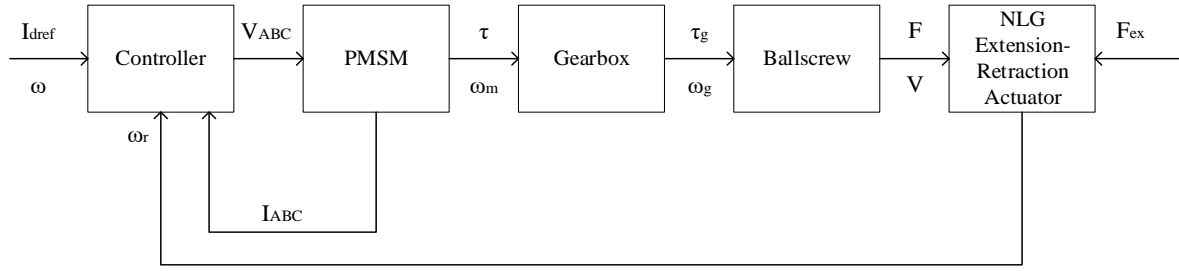 Idref
ω
Controller
VABC
PMSM
τ
ωm
Gearbox
τg
ωg
Ballscrew
F
V
NLG
Extension-
Retraction
Actuator
Fex
ωr
IABC